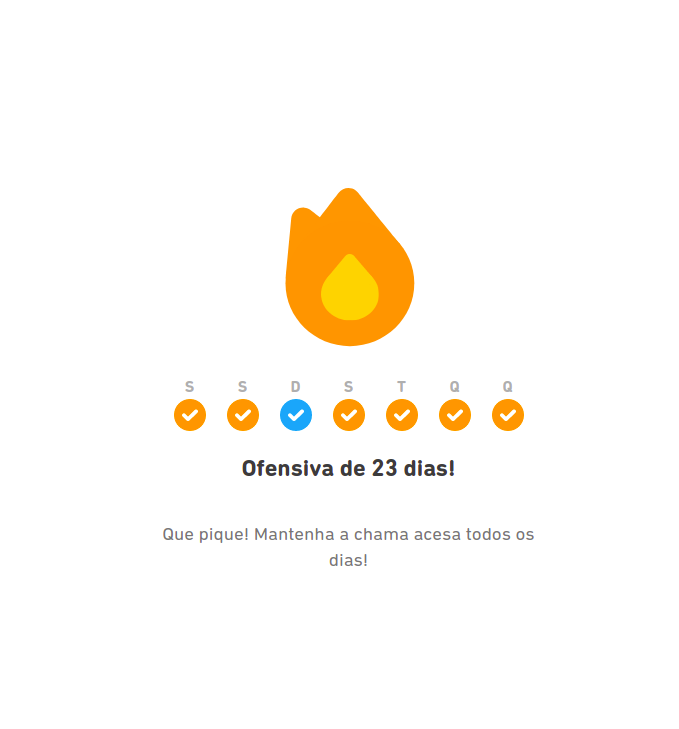 S S D S T Q Q
Ofensiva de 23 dias!
Que pique! Mantenha a chama acesa todos os
dias!